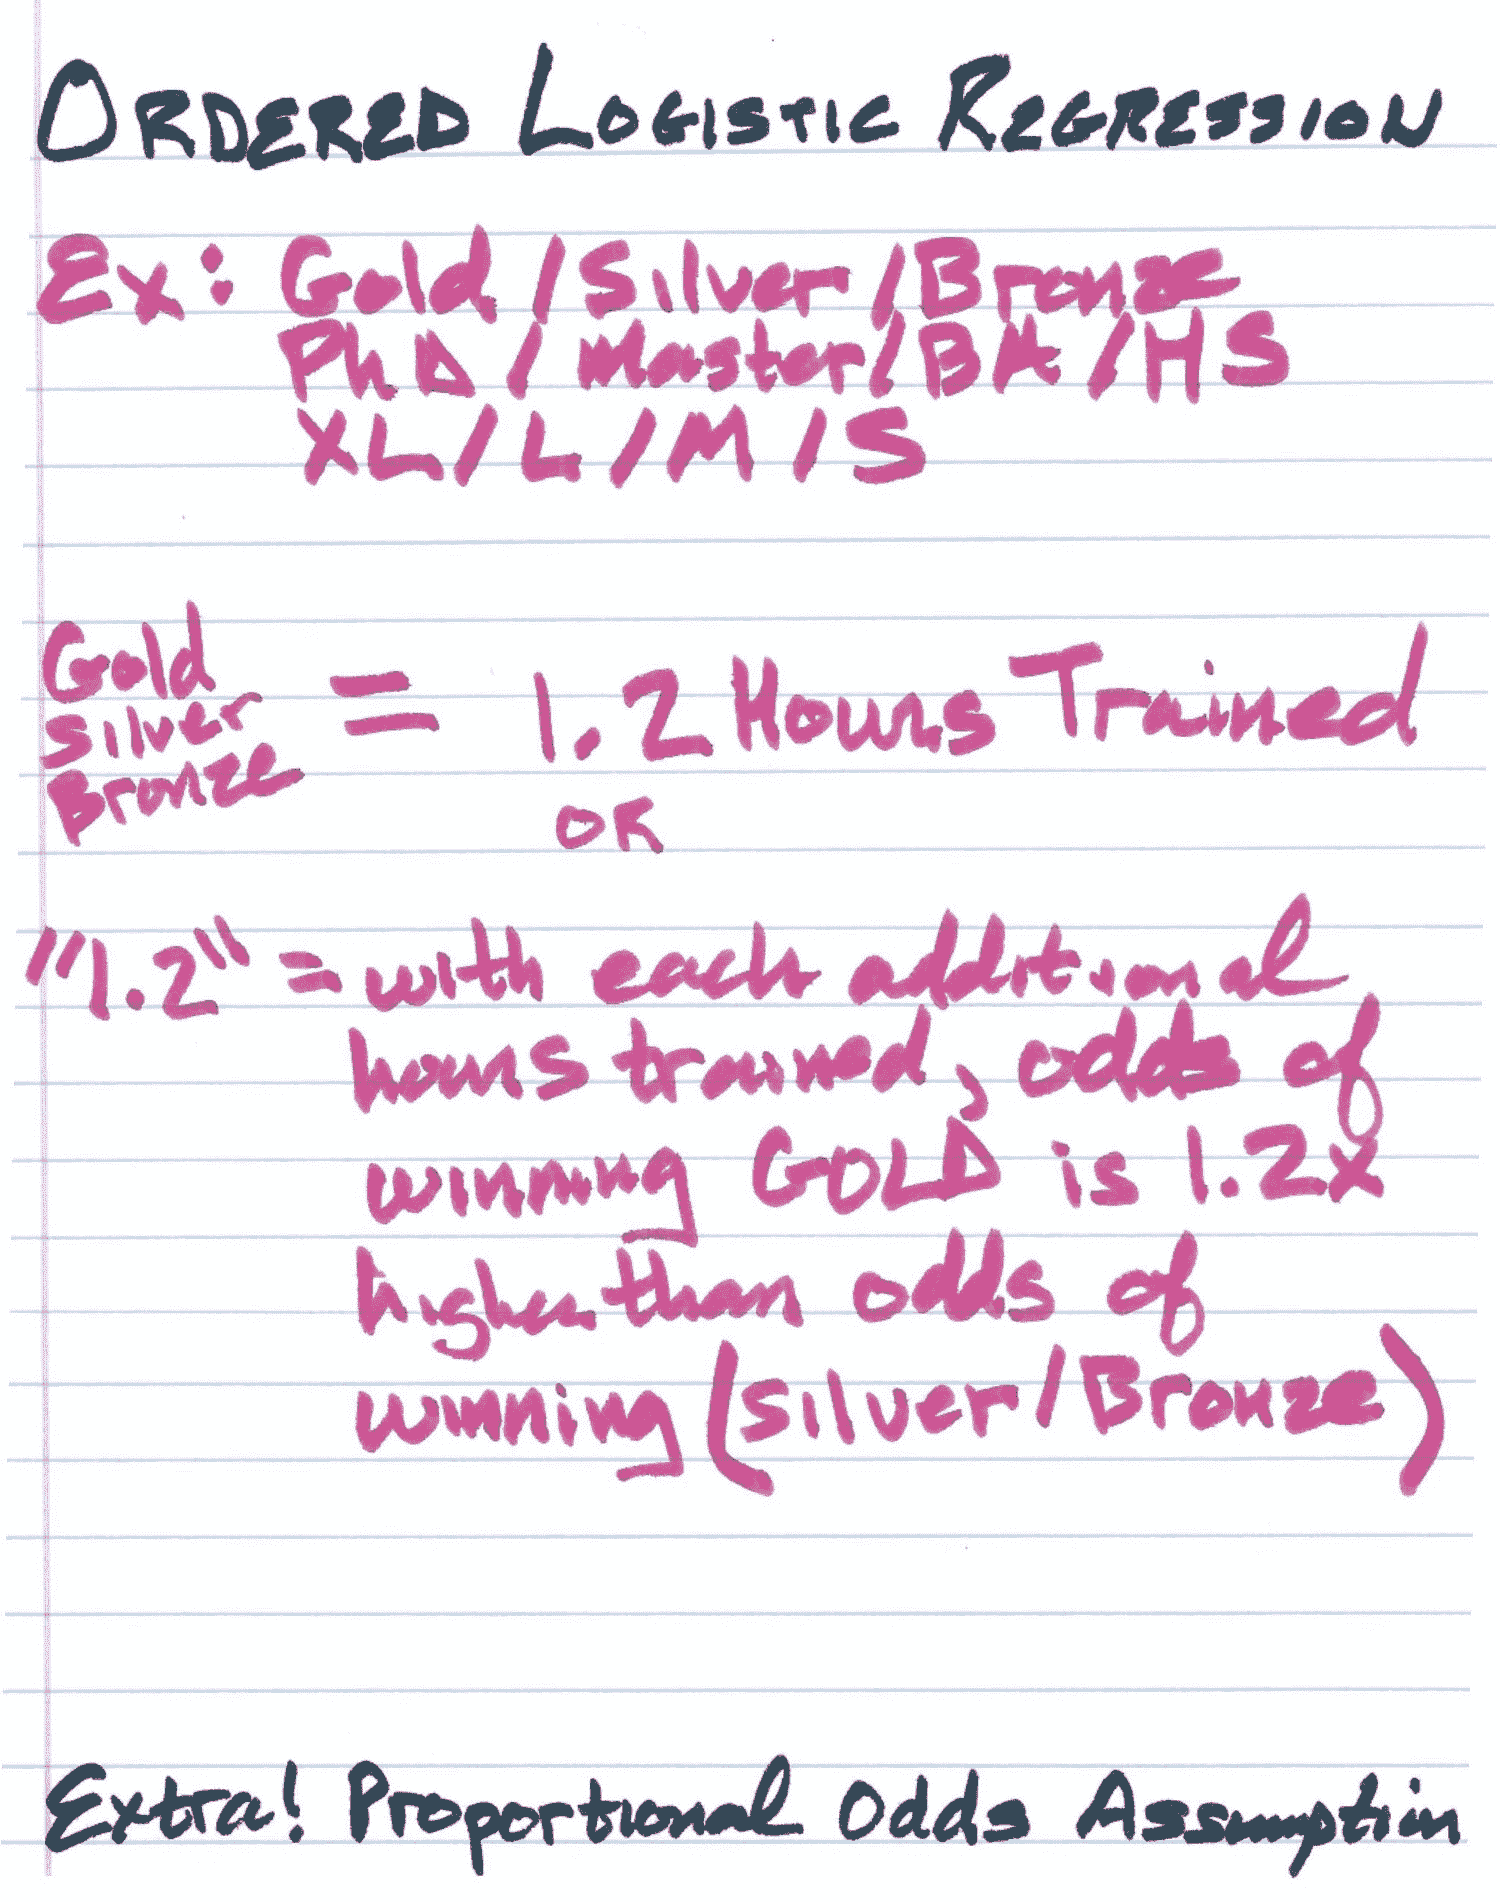 ORDERED LOGISTIC REGRESSION
Ex: Gold / Silver / Bronze
PhD / Master / BA / HS
XL / L / M / S
Gold
Silver
Bronze
= 1.2 Hours Trained
OR
"1.2" = with each additional
hours trained, odds of
winning GOLD is 1.2x
higher than odds of
winning (Silver/Bronze)
Extra! Proportional Odds Assumption